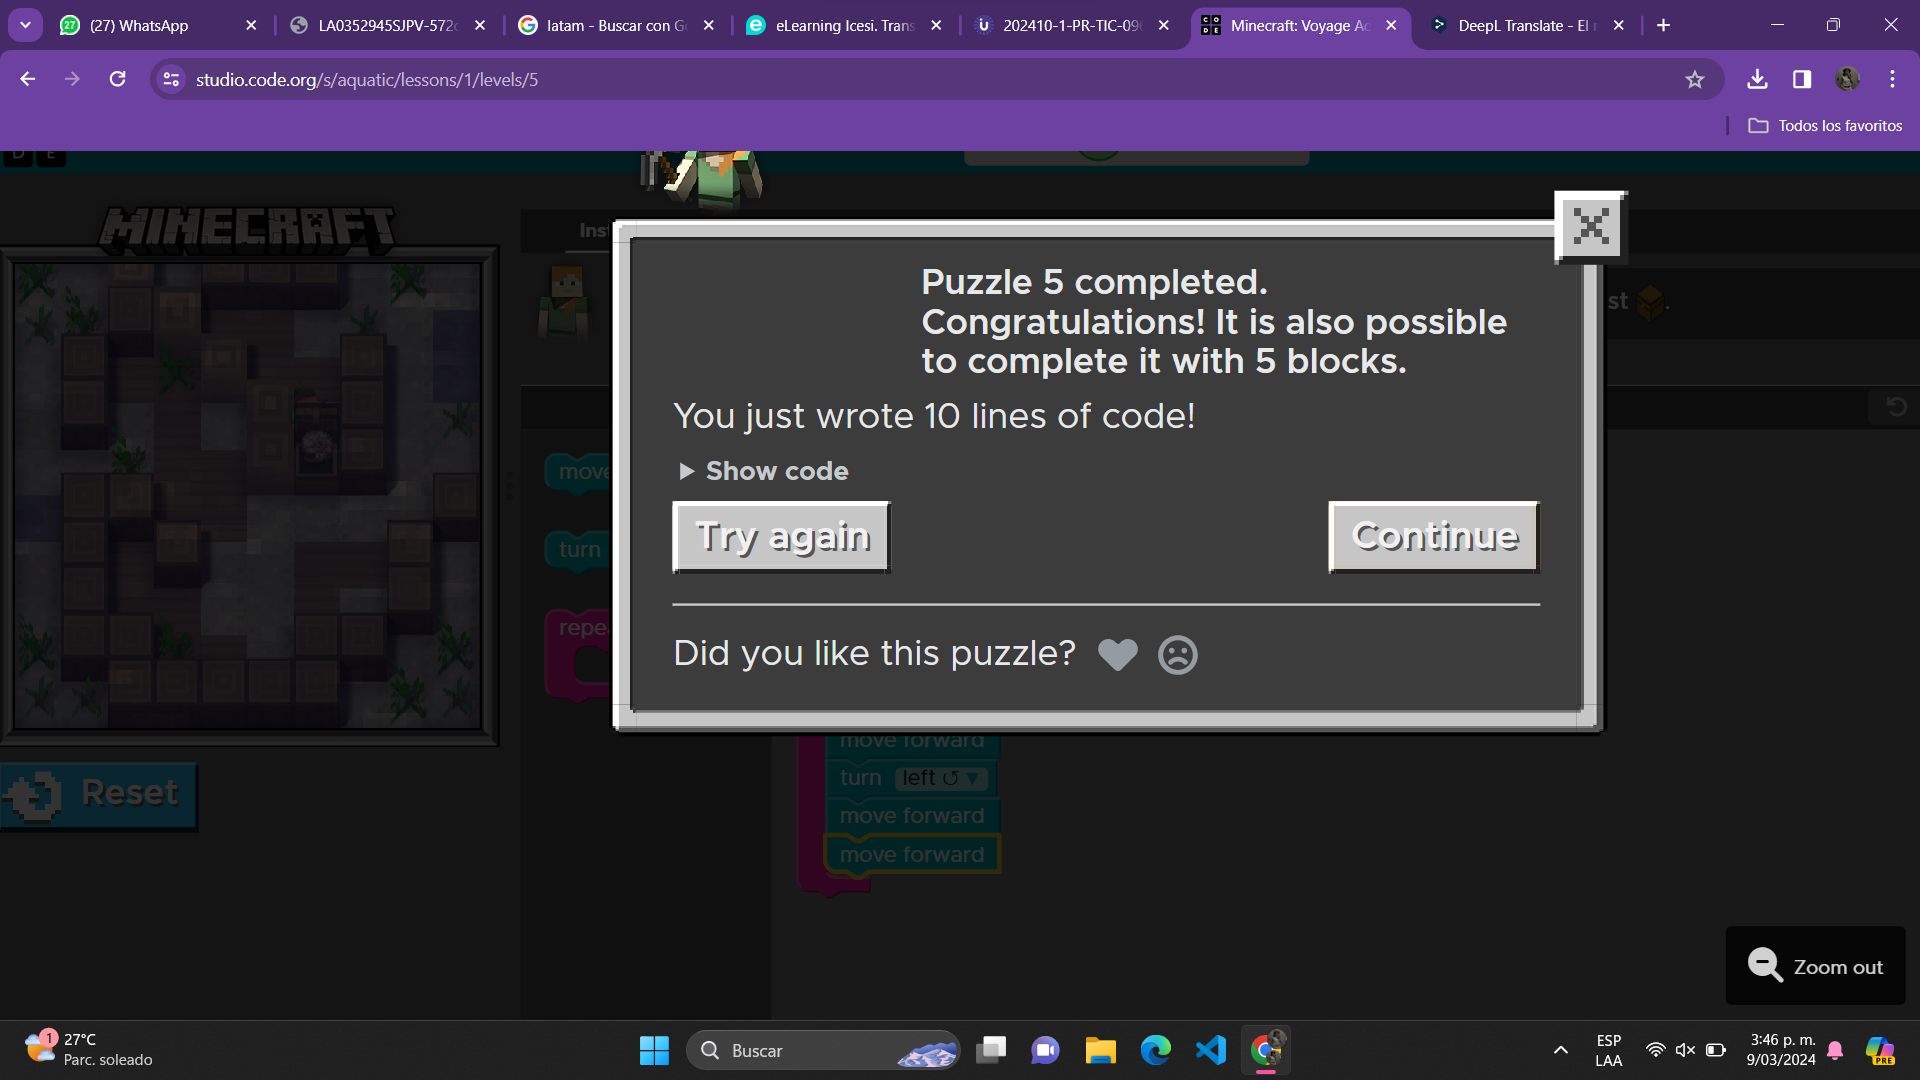 (27) WhatsApp
LA0352945SJPV-572
latam - Buscar con G
eLearning Icesi. Trans
202410-1-PR-TIC-09
Minecraft: Voyage A
DeepL Translate - El
studio.code.org/s/aquatic/lessons/1/levels/5
Todos los favoritos
D E
MINECRAFT
Ins
st
Puzzle 5 completed.
Congratulations! It is also possible
to complete it with 5 blocks.
You just wrote 10 lines of code!
Show code
Try again
Continue
Did you like this puzzle?
move
turn
repe
move forward
turn left
move forward
move forward
Reset
Zoom out
1
27°C
Parc. soleado
Buscar
ESP
LAA
3:46 p. m.
9/03/2024
PRE